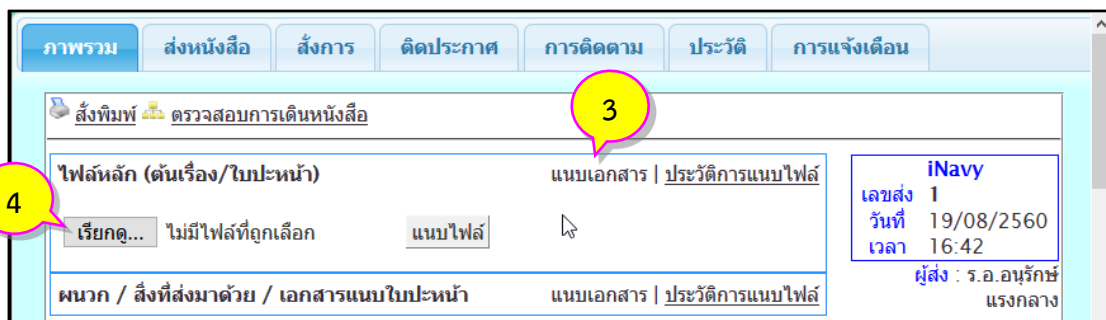 ภาพรวม ส่งหนังสือ สั่งการ ติดประกาศ การติดตาม ประวัติ การแจ้งเตือน
สั่งพิมพ์ ตรวจสอบการเดินหนังสือ
3
ไฟล์หลัก (ต้นเรื่อง/ใบปะหน้า) แนบเอกสาร | ประวัติการแนบไฟล์
4
เรียกดู... ไม่มีไฟล์ที่ถูกเลือก แนบไฟล์
ผนวก / สิ่งที่ส่งมาด้วย / เอกสารแนบใบปะหน้า แนบเอกสาร | ประวัติการแนบไฟล์
iNavy
เลขส่ง 1
วันที่ 19/08/2560
เวลา 16:42
ผู้ส่ง : ร.อ.อนุรักษ์
แรงกลาง